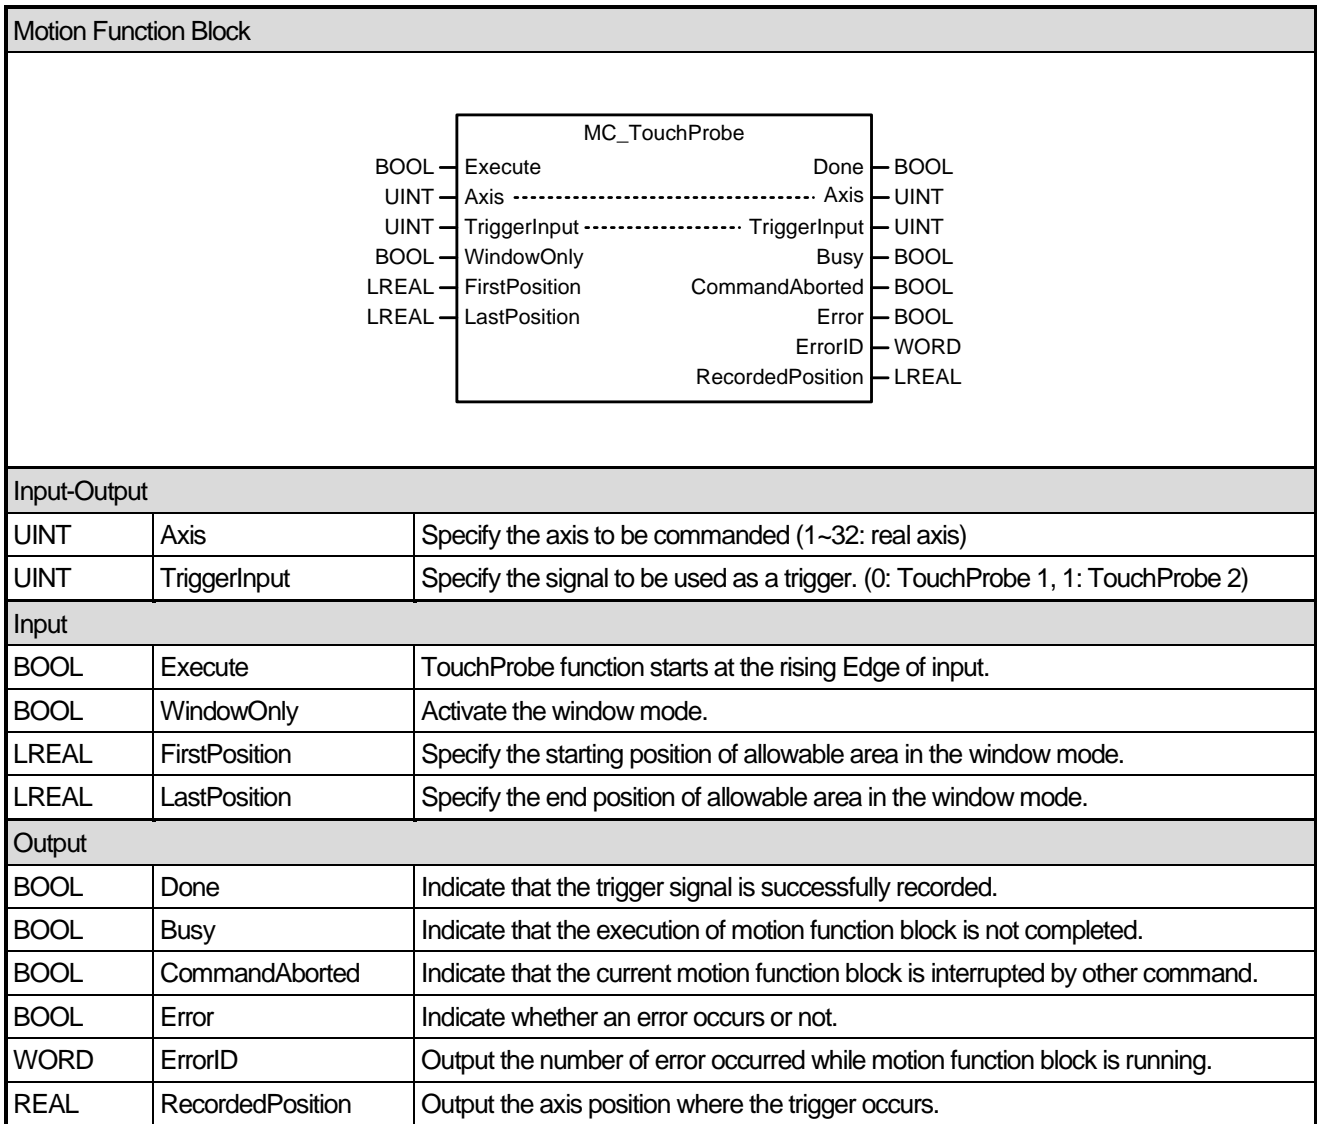 Motion Function Block
MC_TouchProbe
BOOL Execute Done BOOL
UINT Axis Axis UINT
UINT TriggerInput TriggerInput UINT
BOOL WindowOnly Busy BOOL
LREAL FirstPosition CommandAborted BOOL
LREAL LastPosition Error BOOL
ErrorID WORD
RecordedPosition LREAL
Input-Output
UINT Axis Specify the axis to be commanded (1~32: real axis)
UINT TriggerInput Specify the signal to be used as a trigger. (0: TouchProbe 1, 1: TouchProbe 2)
Input
BOOL Execute TouchProbe function starts at the rising Edge of input.
BOOL WindowOnly Activate the window mode.
LREAL FirstPosition Specify the starting position of allowable area in the window mode.
LREAL LastPosition Specify the end position of allowable area in the window mode.
Output
BOOL Done Indicate that the trigger signal is successfully recorded.
BOOL Busy Indicate that the execution of motion function block is not completed.
BOOL CommandAborted Indicate that the current motion function block is interrupted by other command.
BOOL Error Indicate whether an error occurs or not.
WORD ErrorID Output the number of error occurred while motion function block is running.
REAL RecordedPosition Output the axis position where the trigger occurs.